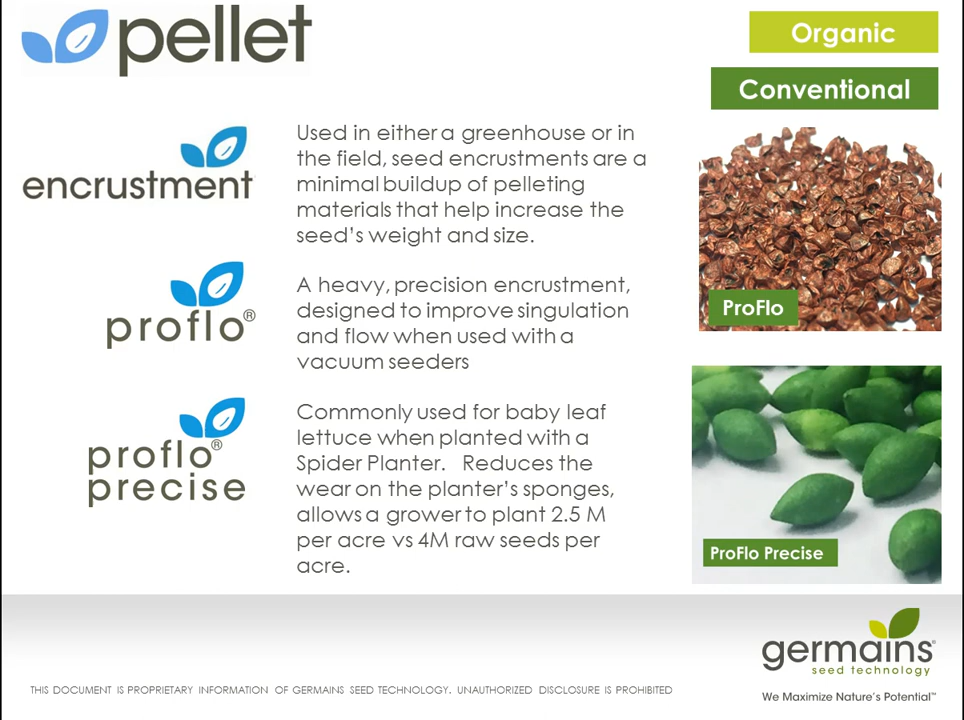 pellet
Organic
Conventional
encrustment
Used in either a greenhouse or in
the field, seed encrustments are a
minimal buildup of pelleting
materials that help increase the
seed's weight and size.
proflo®
A heavy, precision encrustment,
designed to improve singulation
and flow when used with a
vacuum seeders
ProFlo
proflo®
precise
Commonly used for baby leaf
lettuce when planted with a
Spider Planter. Reduces the
wear on the planter's sponges,
allows a grower to plant 2.5 M
per acre vs 4M raw seeds per
acre.
ProFlo Precise
germains®
seed technology
We Maximize Nature's Potential™
THIS DOCUMENT IS PROPRIETARY INFORMATION OF GERMAINS SEED TECHNOLOGY. UNAUTHORIZED DISCLOSURE IS PROHIBITED